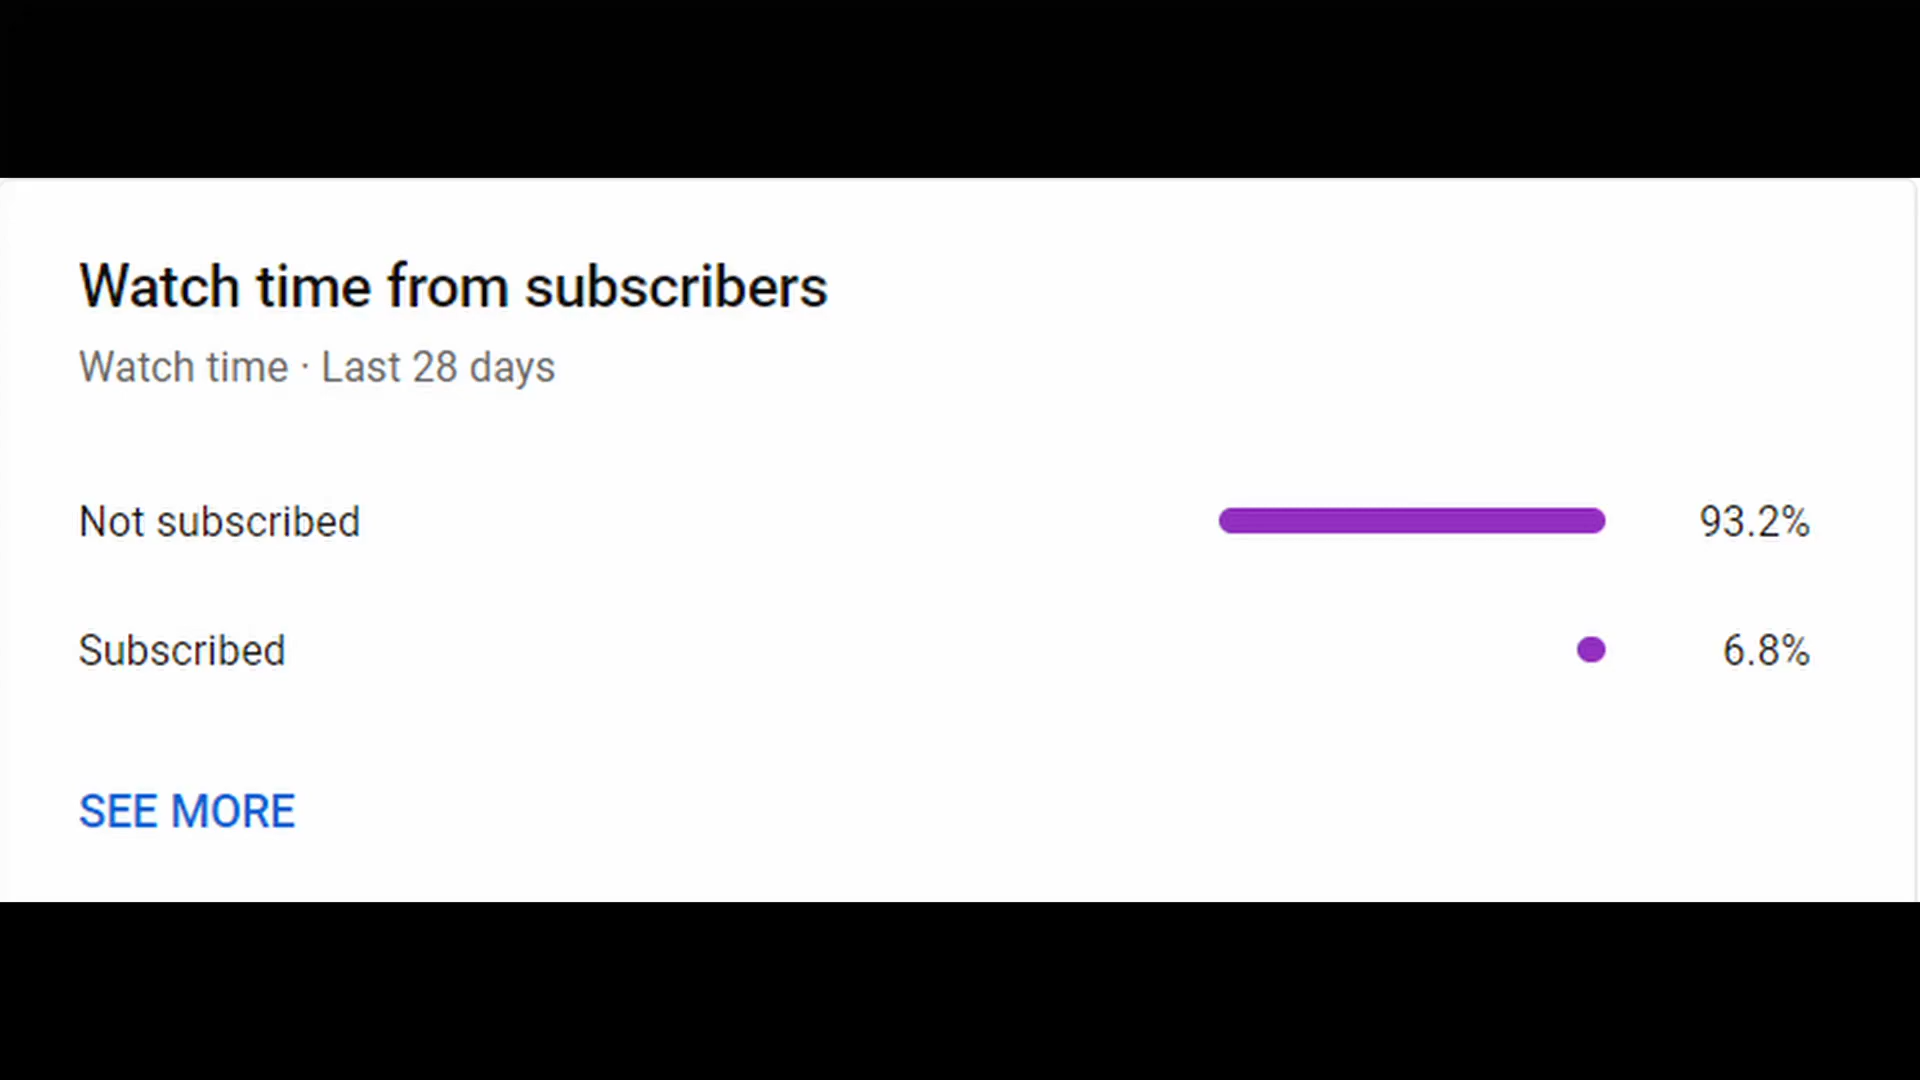 Watch time from subscribers
Watch time · Last 28 days
Not subscribed 93.2%
Subscribed 6.8%
SEE MORE